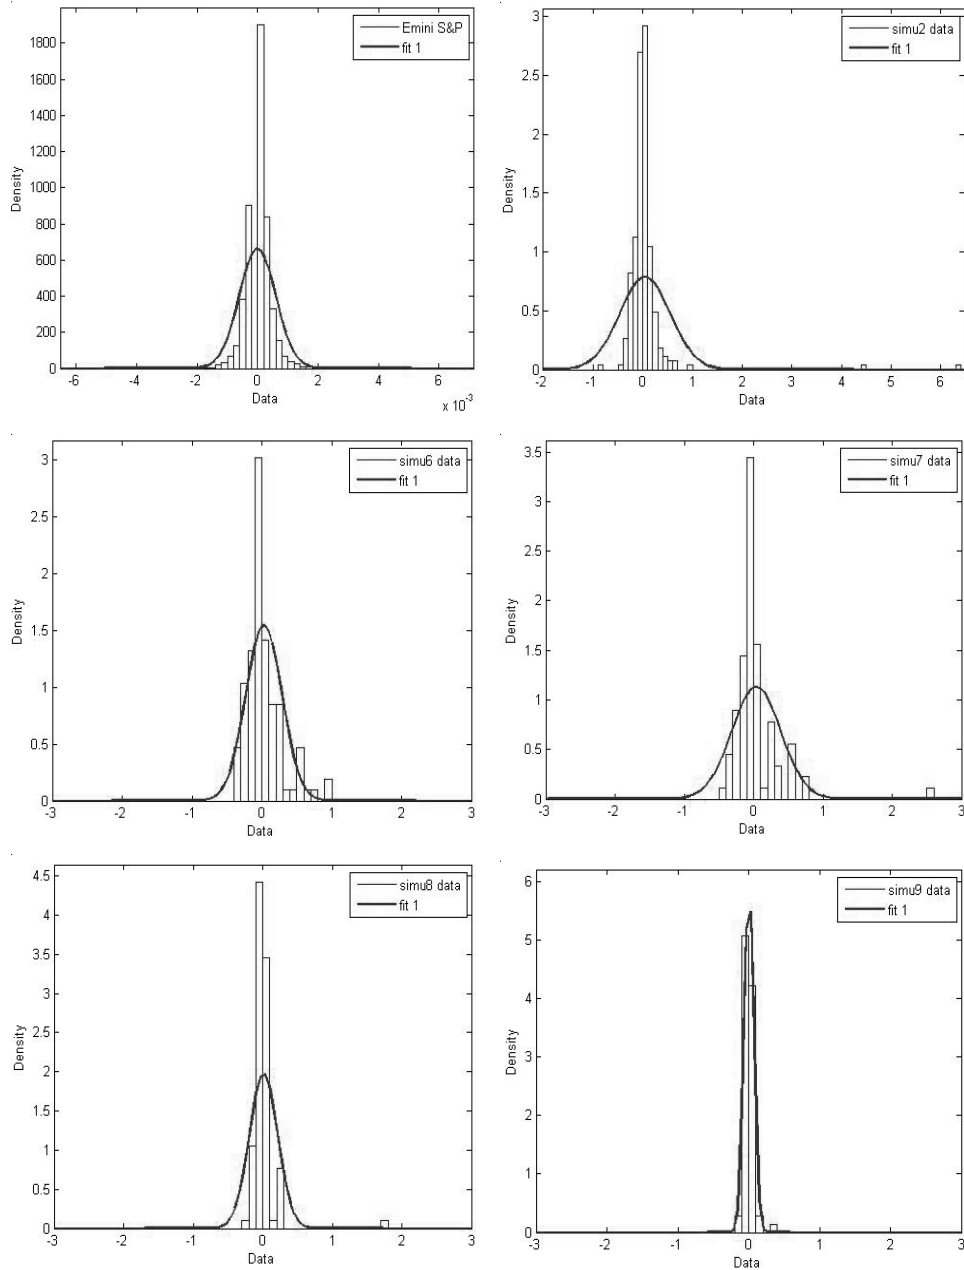 Emini S&P
fit 1
1800
1600
1400
1200
1000
800
600
400
200
0
Density
-6 -4 -2 0 2 4 6
Data
x 10-3
simu2 data
fit 1
3
2.5
2
1.5
1
0.5
0
Density
-2 -1 0 1 2 3 4 5 6
Data
simu6 data
fit 1
3
2.5
2
1.5
1
0.5
0
Density
-3 -2 -1 0 1 2 3
Data
simu7 data
fit 1
3.5
3
2.5
2
1.5
1
0.5
0
Density
-3 -2 -1 0 1 2 3
Data
simu8 data
fit 1
4.5
4
3.5
3
2.5
2
1.5
1
0.5
0
Density
-3 -2 -1 0 1 2 3
Data
simu9 data
fit 1
6
5
4
3
2
1
0
Density
-3 -2 -1 0 1 2 3
Data